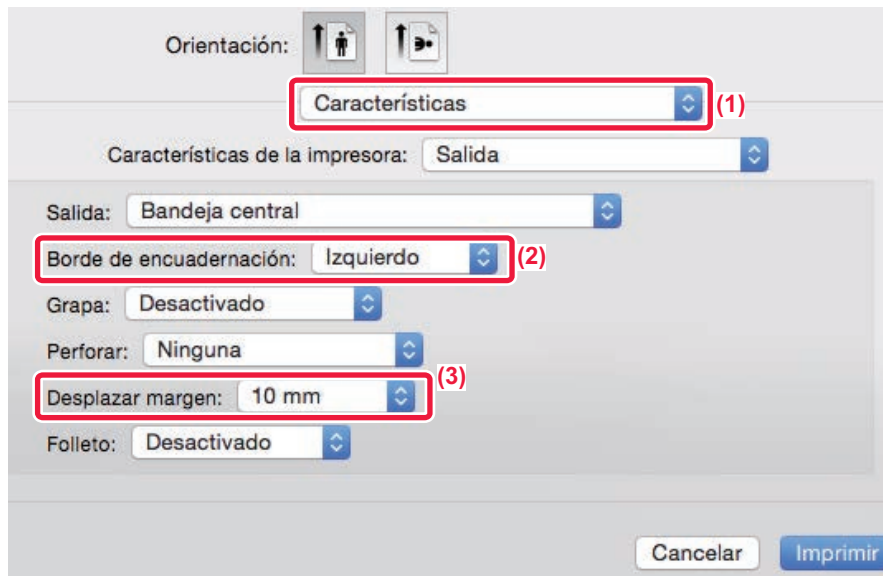 Orientación:
Características (1)
Características de la impresora: Salida
Salida: Bandeja central
Borde de encuadernación: Izquierdo (2)
Grapa: Desactivado
Perforar: Ninguna
Desplazar margen: 10 mm (3)
Folleto: Desactivado
Cancelar Imprimir